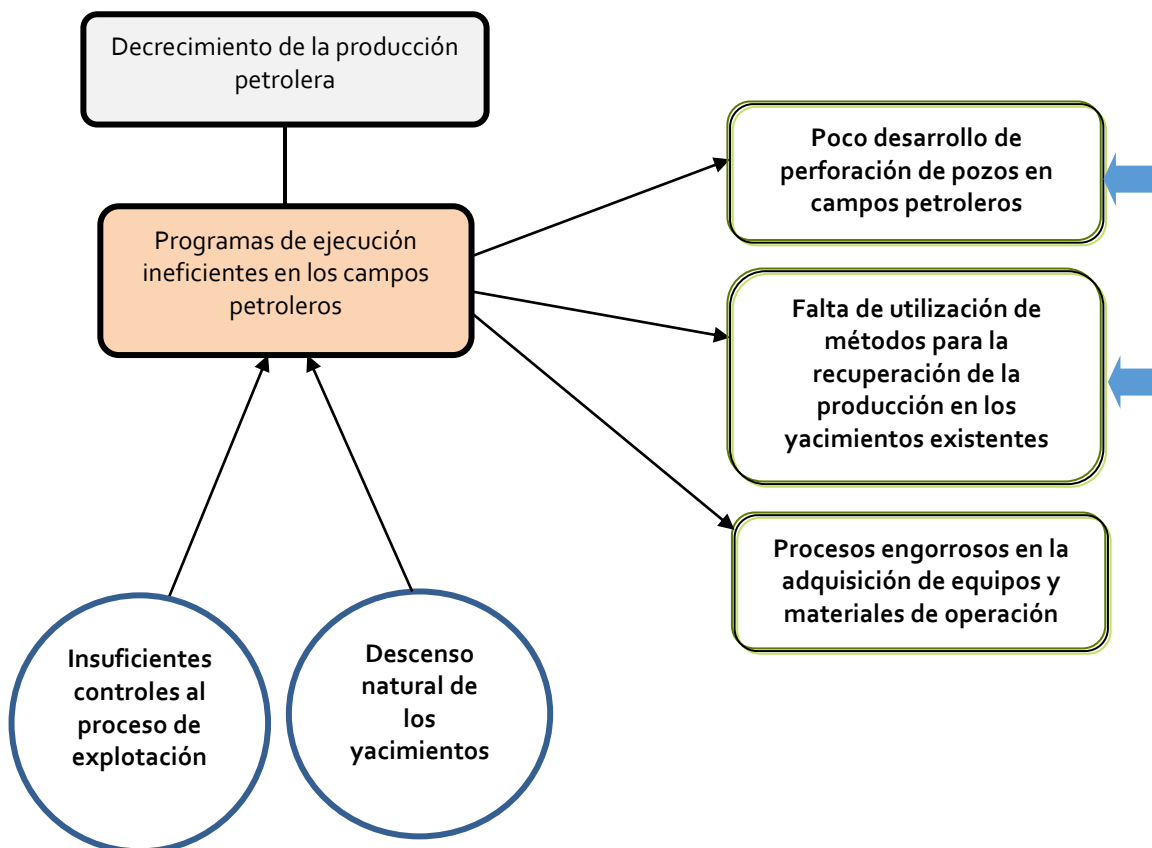 Decrecimiento de la producción
petrolera
Programas de ejecución
ineficientes en los campos
petroleros
Poco desarrollo de
perforación de pozos en
campos petroleros
Falta de utilización de
métodos para la
recuperación de la
producción en los
yacimientos existentes
Procesos engorrosos en la
adquisición de equipos y
materiales de operación
Insuficientes
controles al
proceso de
explotación
Descenso
natural de
los
yacimientos